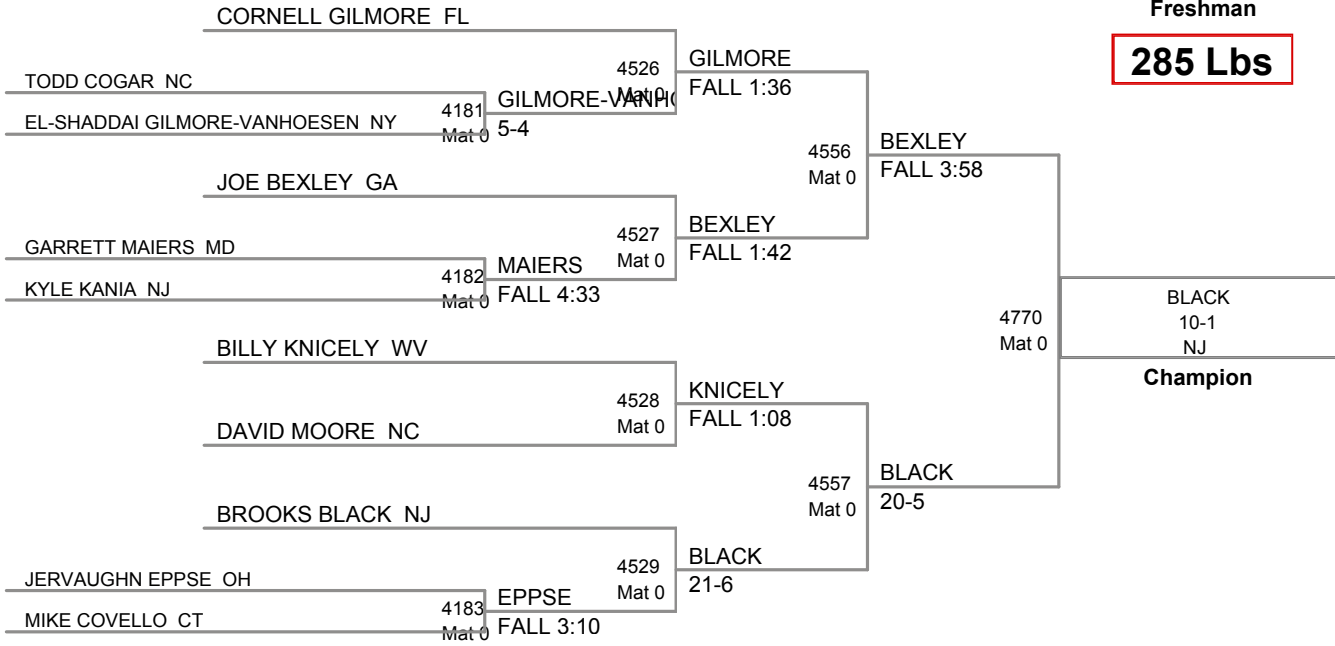 Freshman
285 Lbs
CORNELL GILMORE FL
TODD COGAR NC
EL-SHADDAI GILMORE-VANHOESEN NY
4181
Mat 0
GILMORE-VANHO
5-4
4526
Mat 0
GILMORE
FALL 1:36
JOE BEXLEY GA
GARRETT MAIERS MD
KYLE KANIA NJ
4182
Mat 0
MAIERS
FALL 4:33
4527
Mat 0
BEXLEY
FALL 1:42
4556
Mat 0
BEXLEY
FALL 3:58
BILLY KNICELY WV
DAVID MOORE NC
4528
Mat 0
KNICELY
FALL 1:08
BROOKS BLACK NJ
JERVAUGHN EPPSE OH
MIKE COVELLO CT
4183
Mat 0
EPPSE
FALL 3:10
4529
Mat 0
BLACK
21-6
4557
Mat 0
BLACK
20-5
4770
Mat 0
BLACK
10-1
NJ
Champion